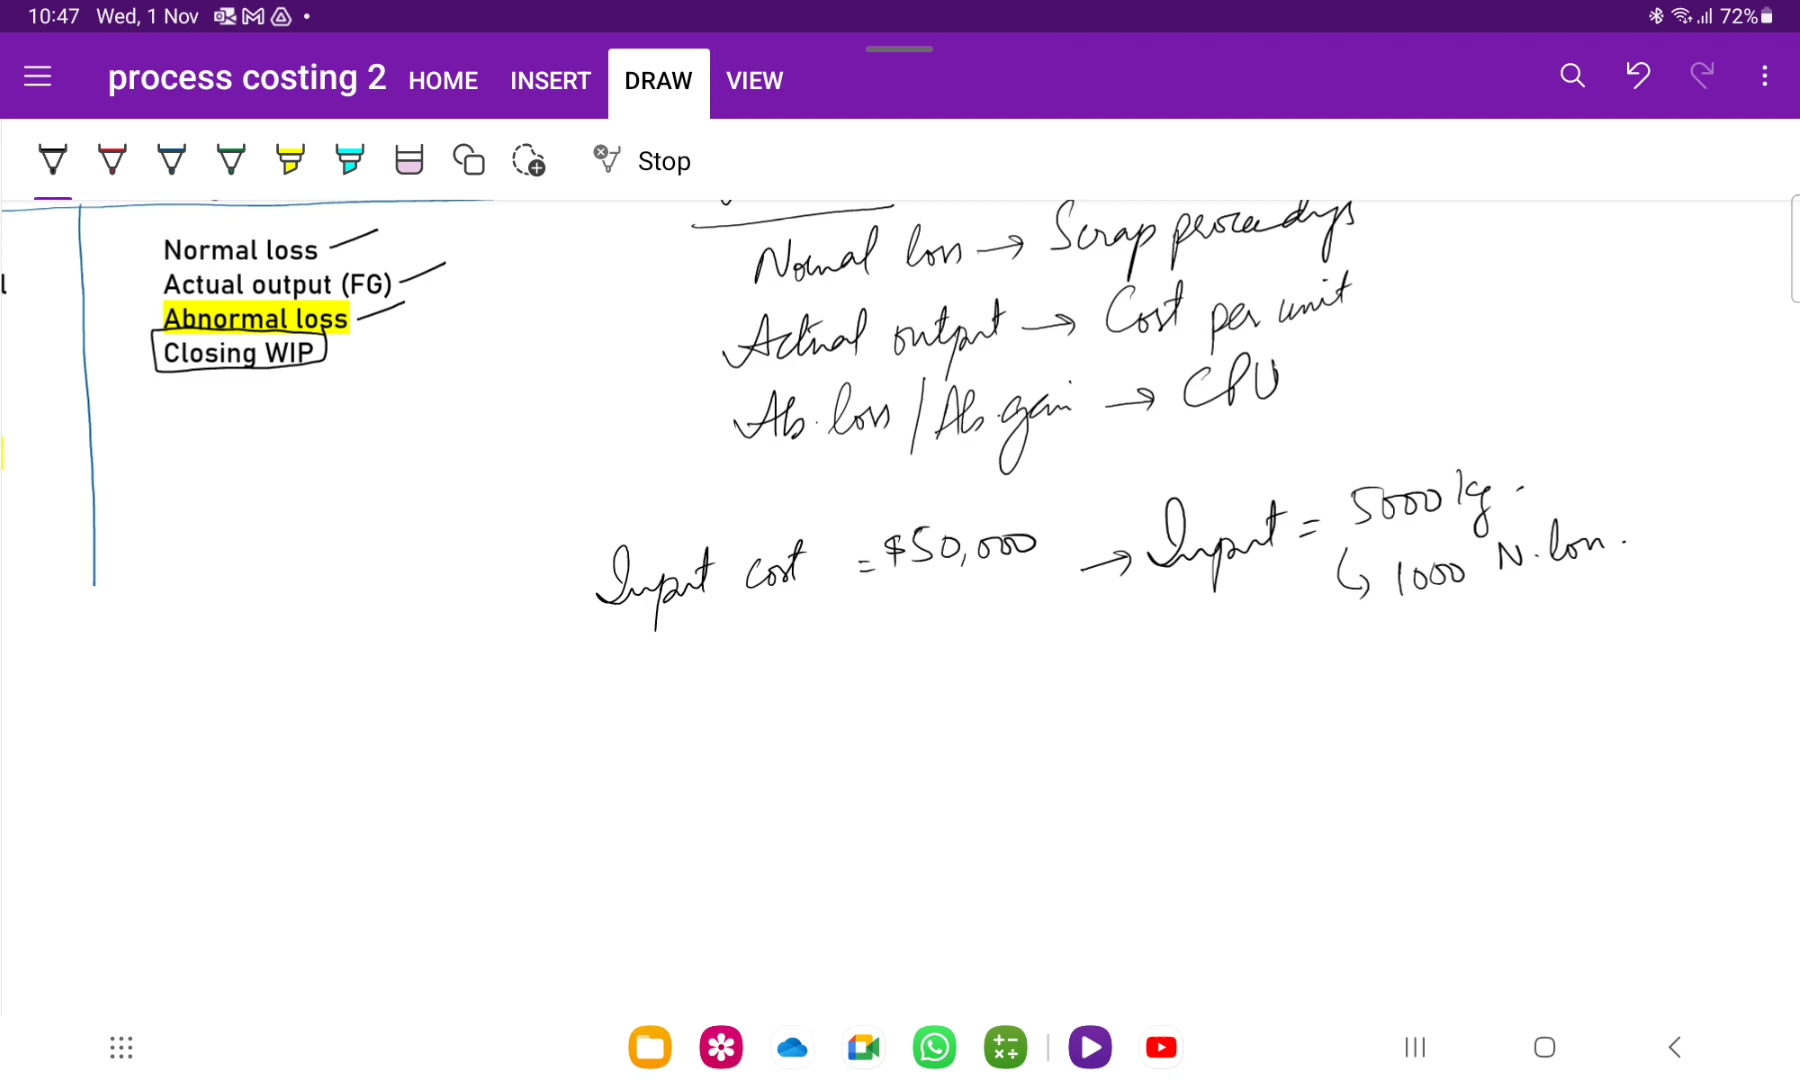 10:47 Wed, 1 Nov 72%
process costing 2 HOME INSERT DRAW VIEW
Stop
Normal loss
Actual output (FG)
Abnormal loss
Closing WIP
l
Normal loss → Scrap
Actual output → Cost per unit
Ab. loss / Ab. gain → CPU
Input cost = $50,000 → Input = 5000 kg.
↳ 1000 N. loss.